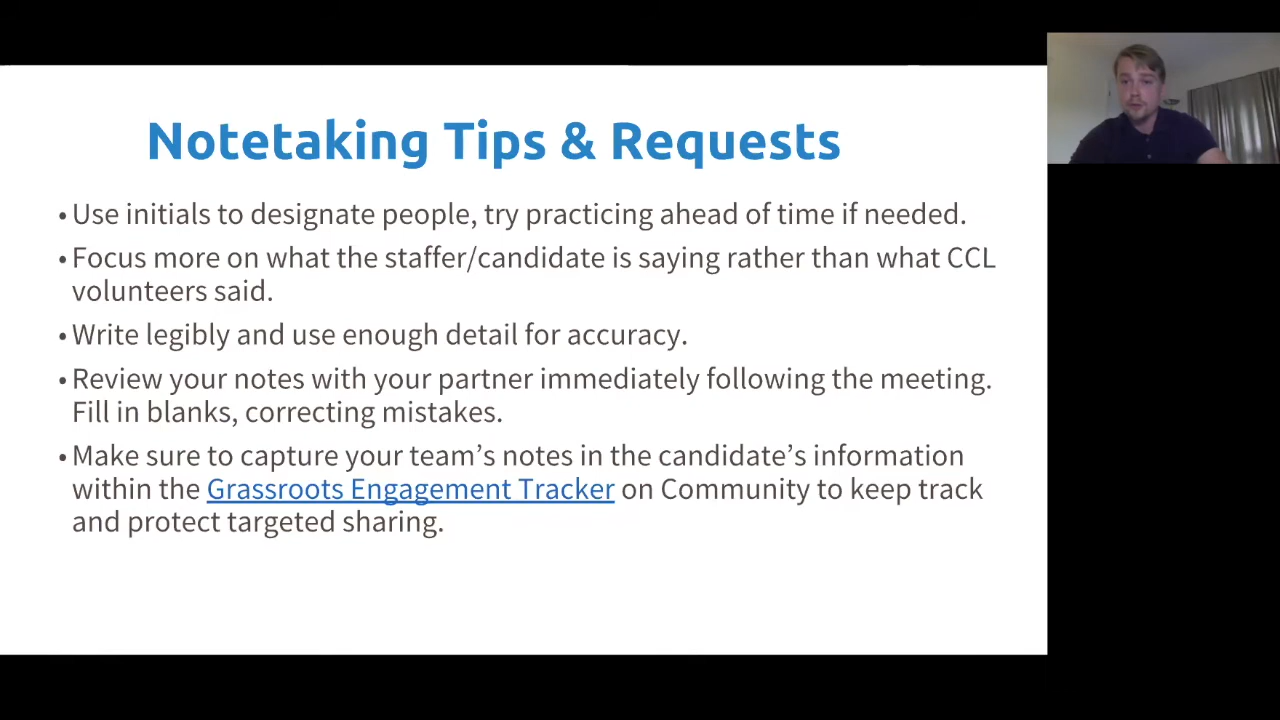 Notetaking Tips & Requests
• Use initials to designate people, try practicing ahead of time if needed.
• Focus more on what the staffer/candidate is saying rather than what CCL
volunteers said.
• Write legibly and use enough detail for accuracy.
• Review your notes with your partner immediately following the meeting.
Fill in blanks, correcting mistakes.
• Make sure to capture your team’s notes in the candidate’s information
within the Grassroots Engagement Tracker on Community to keep track
and protect targeted sharing.